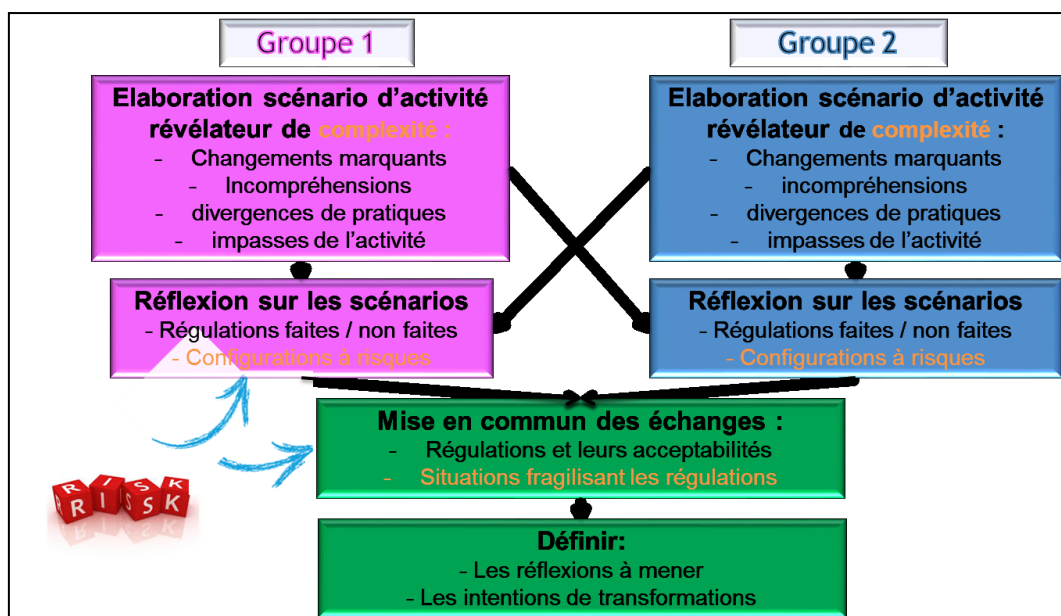 Groupe 1
Elaboration scénario d'activité
révélateur de complexité :
- Changements marquants
- Incompréhensions
- divergences de pratiques
- impasses de l'activité
Groupe 2
Elaboration scénario d'activité
révélateur de complexité :
- Changements marquants
- incompréhensions
- divergences de pratiques
- impasses de l'activité
Réflexion sur les scénarios
- Régulations faites / non faites
- Configurations à risques
Réflexion sur les scénarios
- Régulations faites / non faites
- Configurations à risques
Mise en commun des échanges :
- Régulations et leurs acceptabilités
- Situations fragilisant les régulations
RISK
RISK
Définir:
- Les réflexions à mener
- Les intentions de transformations